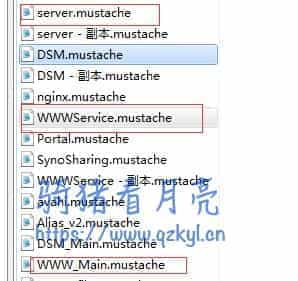 server.mustache
server - 副本.mustache
DSM.mustache
DSM - 副本.mustache
nginx.mustache
WWWService.mustache
Portal.mustache
SynoSharing.mustache
WWWService - 副本.mustache
骑猪看月亮
avahi.mustache
Alias_v2.mustache
https://www.qzkyl.cn
DSM_Main.mustache
WWW_Main.mustache